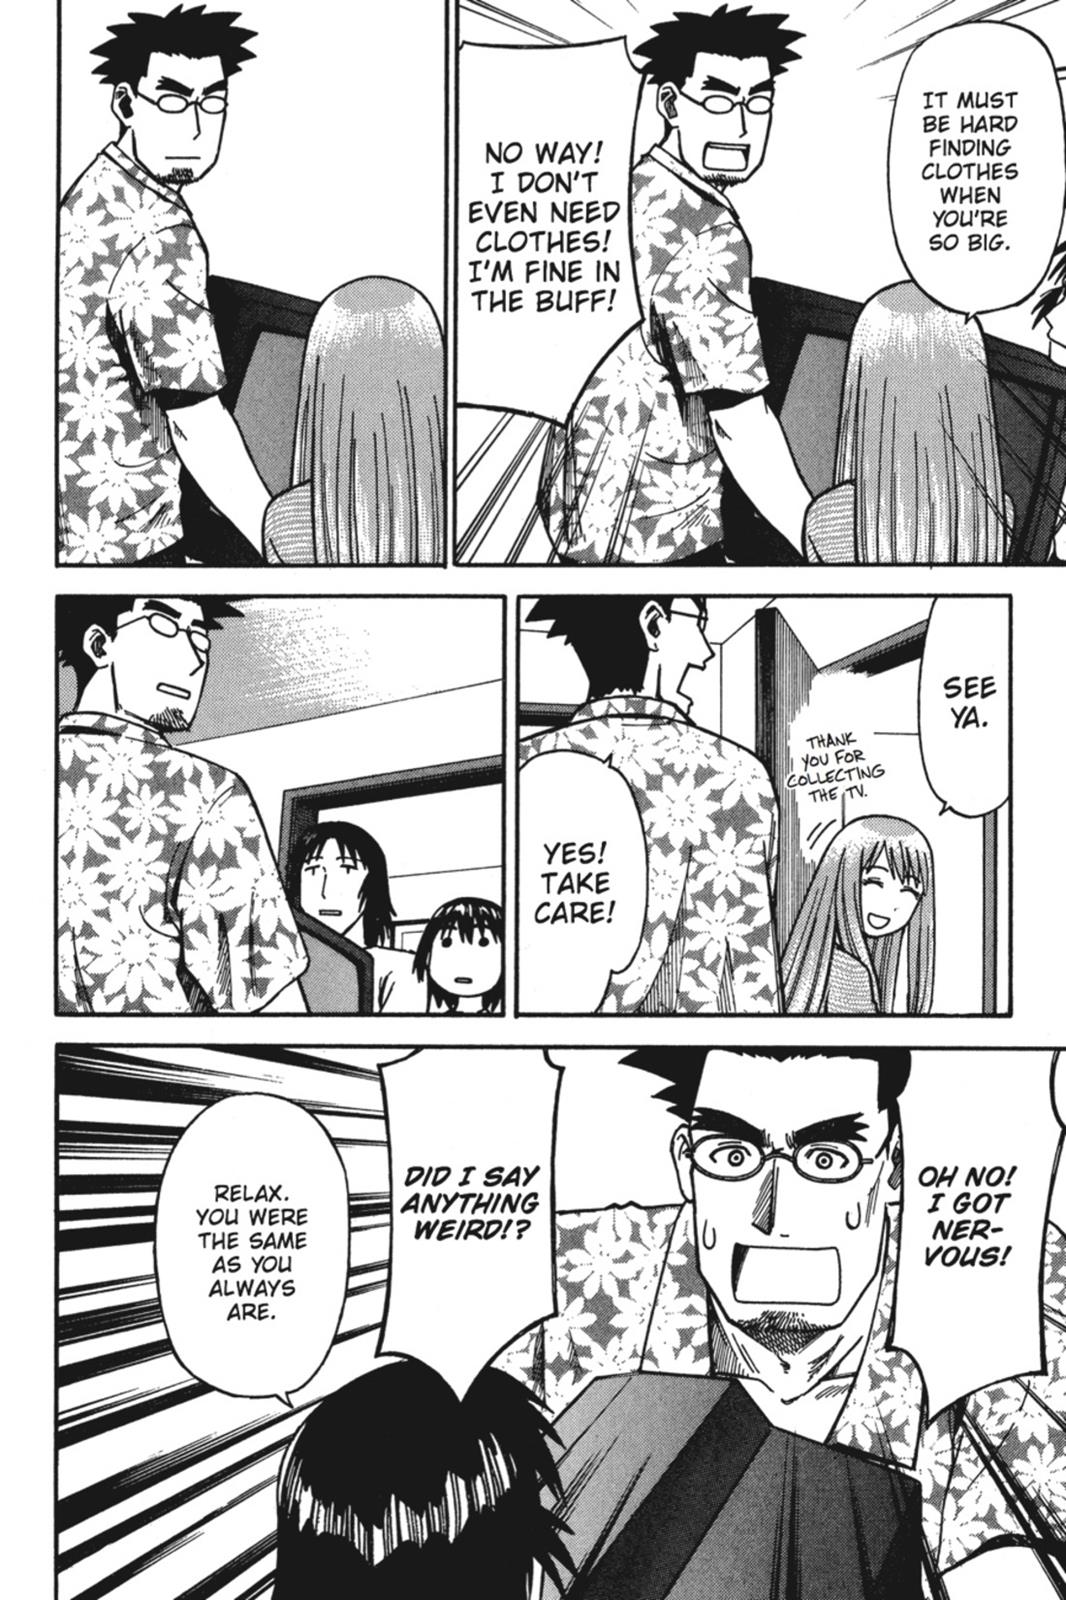 IT MUST
BE HARD
FINDING
CLOTHES
WHEN
YOU'RE
SO BIG.
NO WAY!
I DON'T
EVEN NEED
CLOTHES!
I'M FINE IN
THE BUFF!
SEE
YA.
THANK
YOU FOR
COLLECTING
THE TV.
YES!
TAKE
CARE!
OH NO!
I GOT
NER-
VOUS!
DID I SAY
ANYTHING
WEIRD!?
RELAX.
YOU WERE
THE SAME
AS YOU
ALWAYS
ARE.